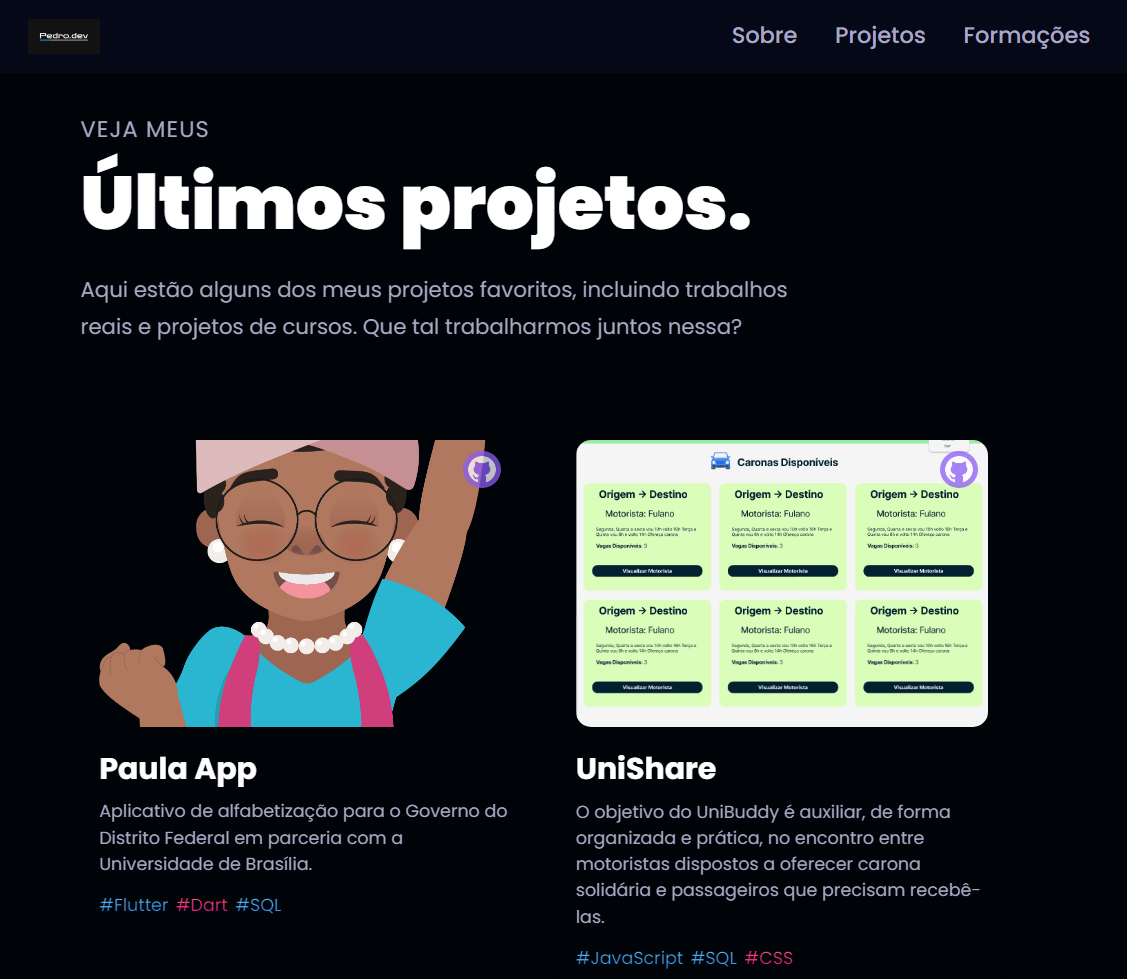 Pedro.dev
Sobre Projetos Formações
VEJA MEUS
Últimos projetos.
Aqui estão alguns dos meus projetos favoritos, incluindo trabalhos
reais e projetos de cursos. Que tal trabalharmos juntos nessa?
Caronas Disponíveis
Origem → Destino Origem → Destino Origem → Destino
Motorista: Fulano Motorista: Fulano Motorista: Fulano
Segunda, Quarta e sexta vou 10h volto 16h Terça e Segunda, Quarta e sexta vou 10h volto 16h Terça e Segunda, Quarta e sexta vou 10h volto 16h Terça e
Quinta vou 8h e volto 14h Ofereço carona Quinta vou 8h e volto 14h Ofereço carona Quinta vou 8h e volto 14h Ofereço carona
Vagas Disponíveis: 3 Vagas Disponíveis: 3 Vagas Disponíveis: 3
Visualizar Motorista Visualizar Motorista Visualizar Motorista
Origem → Destino Origem → Destino Origem → Destino
Motorista: Fulano Motorista: Fulano Motorista: Fulano
Segunda, Quarta e sexta vou 10h volto 16h Terça e Segunda, Quarta e sexta vou 10h volto 16h Terça e Segunda, Quarta e sexta vou 10h volto 16h Terça e
Quinta vou 8h e volto 14h Ofereço carona Quinta vou 8h e volto 14h Ofereço carona Quinta vou 8h e volto 14h Ofereço carona
Vagas Disponíveis: 3 Vagas Disponíveis: 3 Vagas Disponíveis: 3
Visualizar Motorista Visualizar Motorista Visualizar Motorista
Paula App
Aplicativo de alfabetização para o Governo do
Distrito Federal em parceria com a
Universidade de Brasília.
#Flutter #Dart #SQL
UniShare
O objetivo do UniBuddy é auxiliar, de forma
organizada e prática, no encontro entre
motoristas dispostos a oferecer carona
solidária e passageiros que precisam recebê-
las.
#JavaScript #SQL #CSS